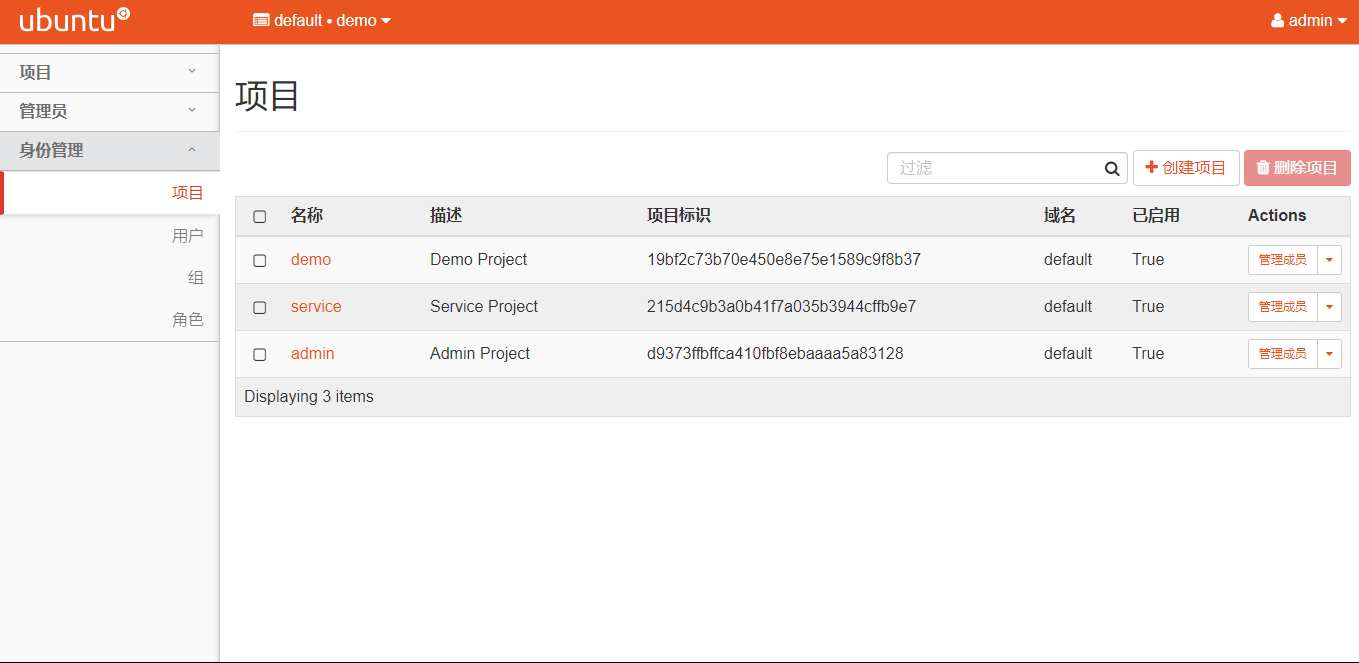 ubuntu default • demo admin
项目
管理员
身份管理
项目
用户
组
角色
项目
过滤 创建项目 删除项目
名称 描述 项目标识 域名 已启用 Actions
demo Demo Project 19bf2c73b70e450e8e75e1589c9f8b37 default True 管理成员
service Service Project 215d4c9b3a0b41f7a035b3944cffb9e7 default True 管理成员
admin Admin Project d9373ffbffca410fbf8ebaaaa5a83128 default True 管理成员
Displaying 3 items